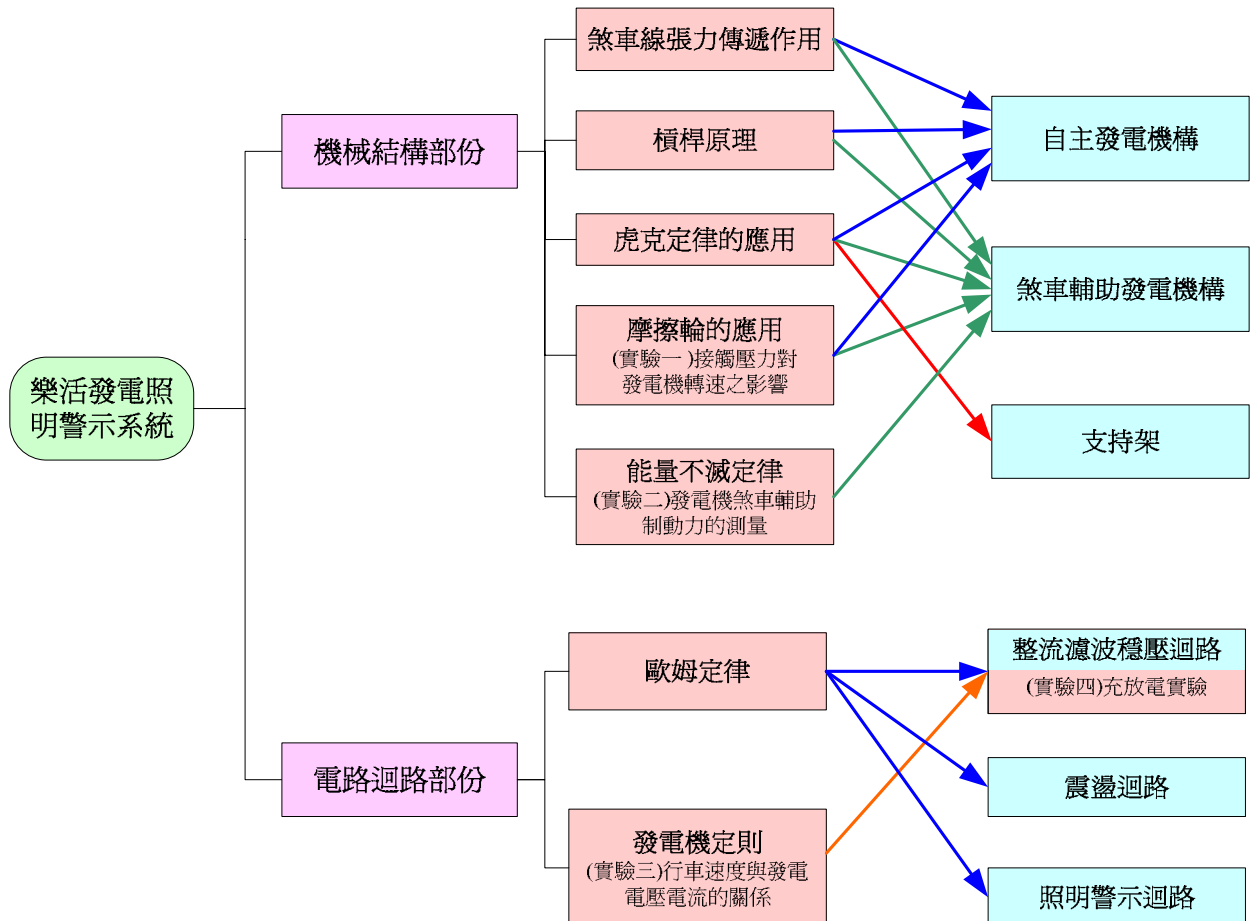 樂活發電照
明警示系統
機械結構部份
煞車線張力傳遞作用
槓桿原理
虎克定律的應用
摩擦輪的應用
(實驗一 )接觸壓力對
發電機轉速之影響
能量不滅定律
(實驗二)發電機煞車輔助
制動力的測量
自主發電機構
煞車輔助發電機構
支持架
電路迴路部份
歐姆定律
發電機定則
(實驗三)行車速度與發電
電壓電流的關係
整流濾波穩壓迴路
(實驗四)充放電實驗
震盪迴路
照明警示迴路